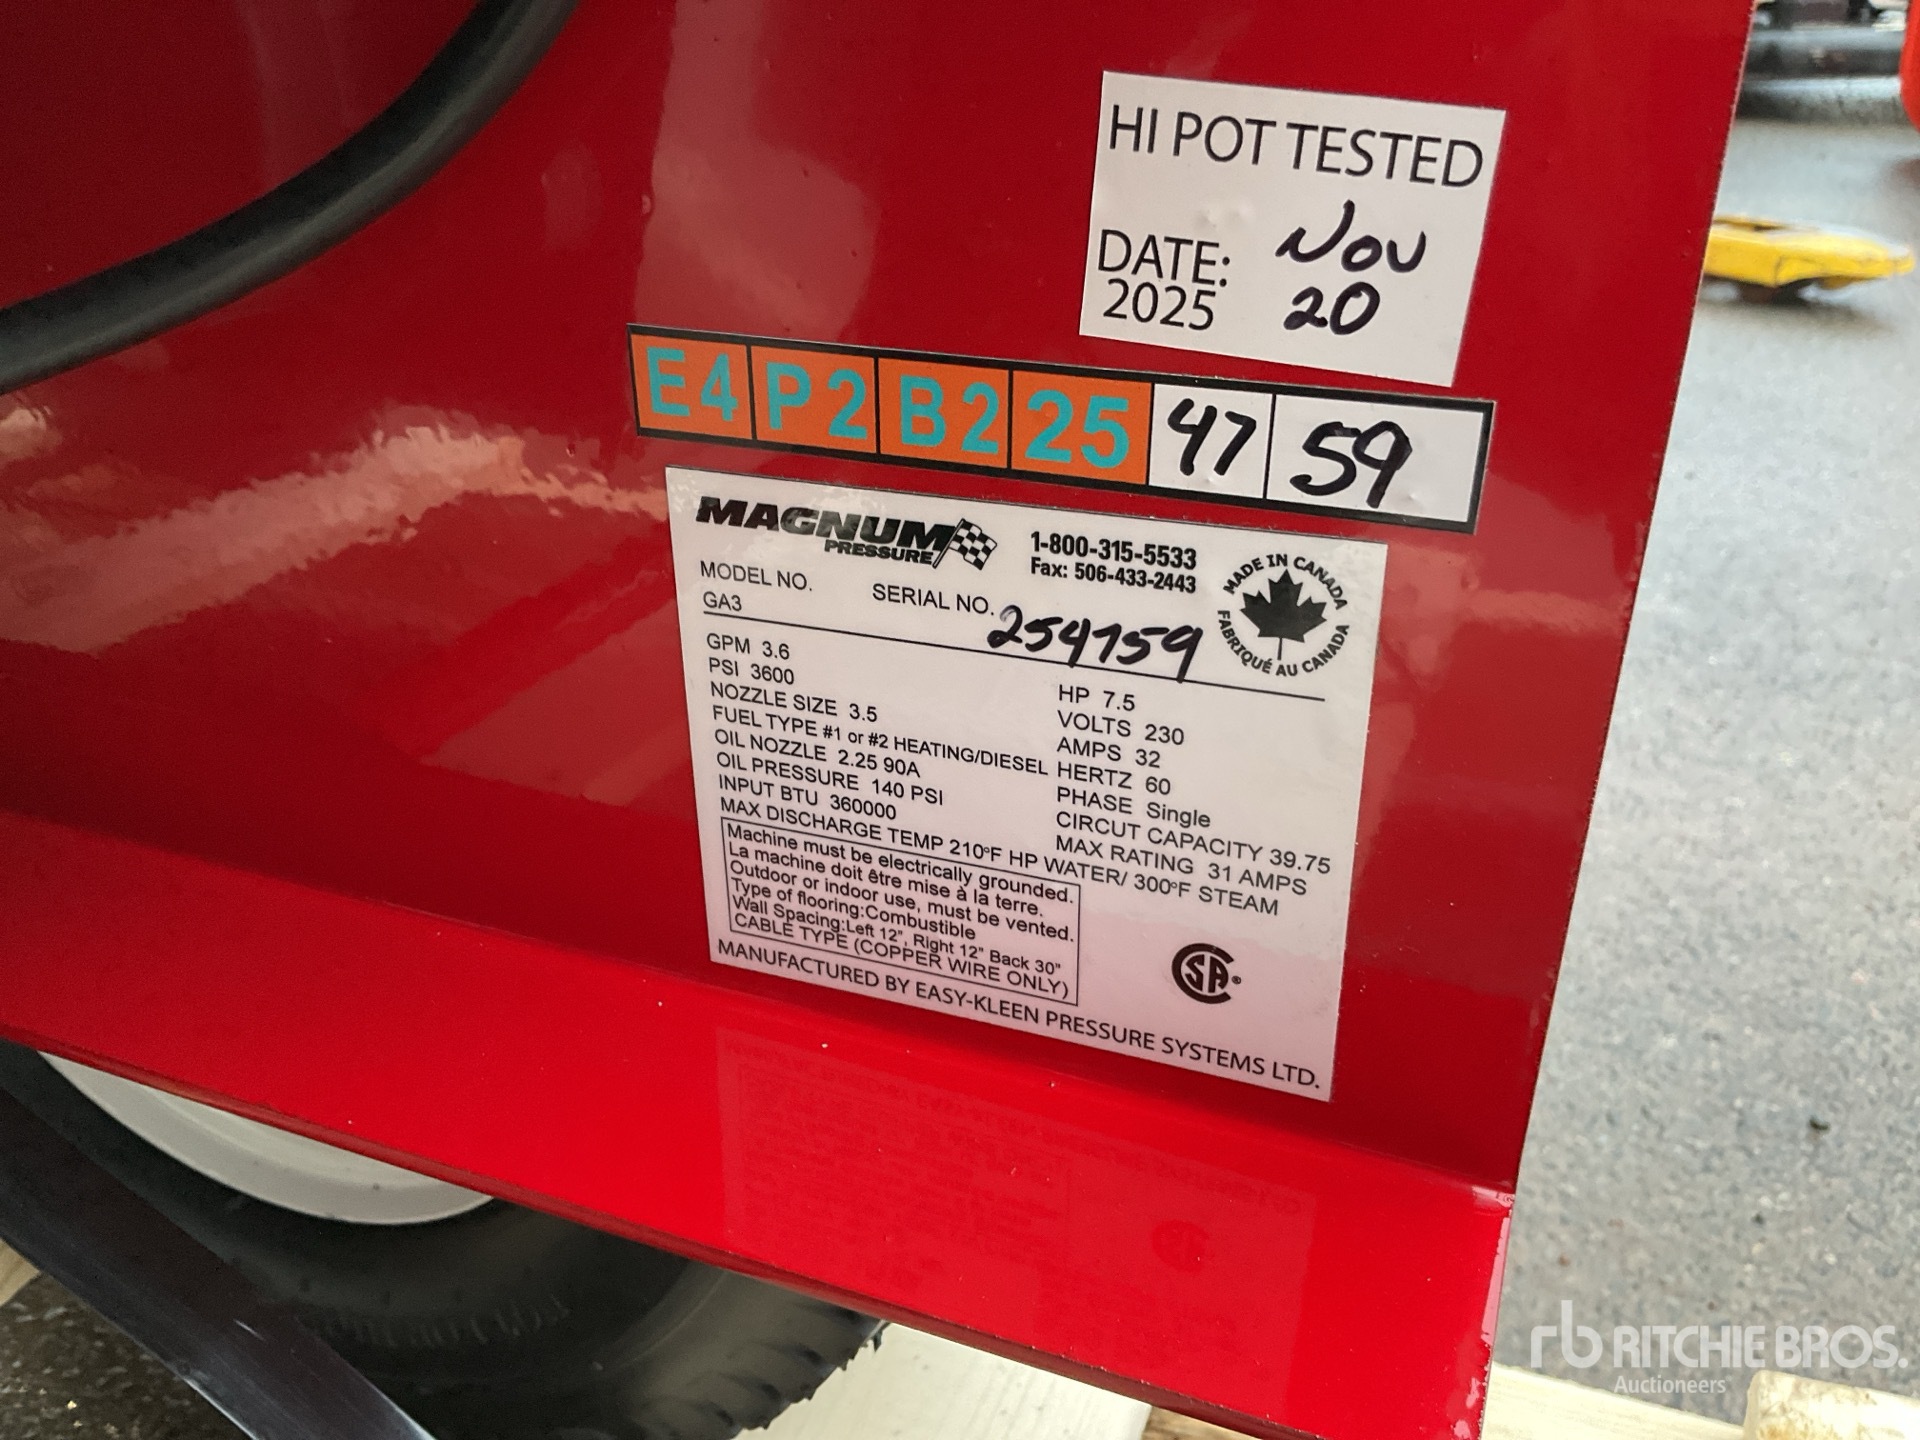 HI POT TESTED
DATE: Nov
2025 20
E4 P2 B2 25 47 59
MAGNUM
PRESSURE
1-800-315-5533
Fax: 506-433-2443
MADE IN CANADA
FABRIQUÉ AU CANADA
MODEL NO. SERIAL NO.
GA3 254759
GPM 3.6
PSI 3600
NOZZLE SIZE 3.5
FUEL TYPE #1 or #2 HEATING/DIESEL
OIL NOZZLE 2.25 90A
OIL PRESSURE 140 PSI
INPUT BTU 360000
MAX DISCHARGE TEMP 210°F HP WATER/ 300°F STEAM
HP 7.5
VOLTS 230
AMPS 32
HERTZ 60
PHASE Single
CIRCUT CAPACITY 39.75
MAX RATING 31 AMPS
Machine must be electrically grounded.
La machine doit être mise à la terre.
Outdoor or indoor use, must be vented.
Type of flooring:Combustible
Wall Spacing:Left 12", Right 12" Back 30"
CABLE TYPE (COPPER WIRE ONLY)
CSA®
MANUFACTURED BY EASY-KLEEN PRESSURE SYSTEMS LTD.
rb RITCHIE BROS.
Auctioneers